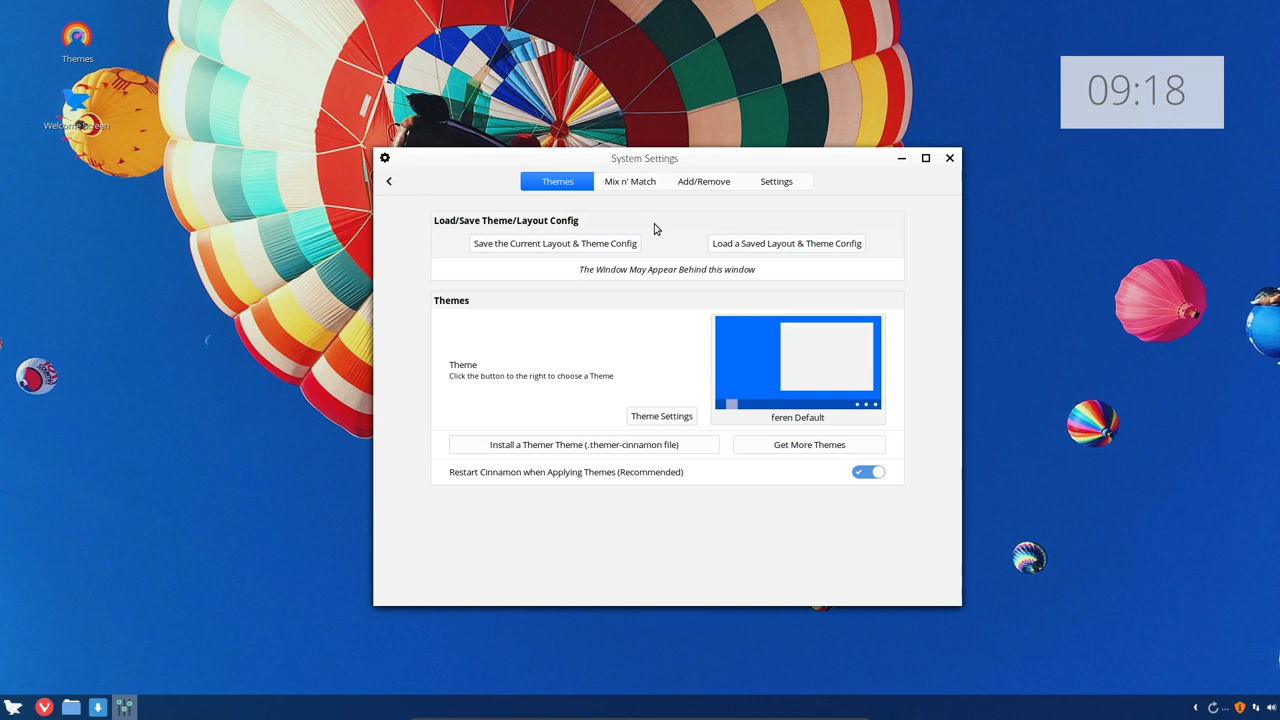 Themes
Welcome Screen
09:18
System Settings
Themes
Mix n' Match
Add/Remove
Settings
Load/Save Theme/Layout Config
Save the Current Layout & Theme Config
Load a Saved Layout & Theme Config
The Window May Appear Behind this window
Themes
Theme
Click the button to the right to choose a Theme
Theme Settings
feren Default
Install a Themer Theme (.themer-cinnamon file)
Get More Themes
Restart Cinnamon when Applying Themes (Recommended)